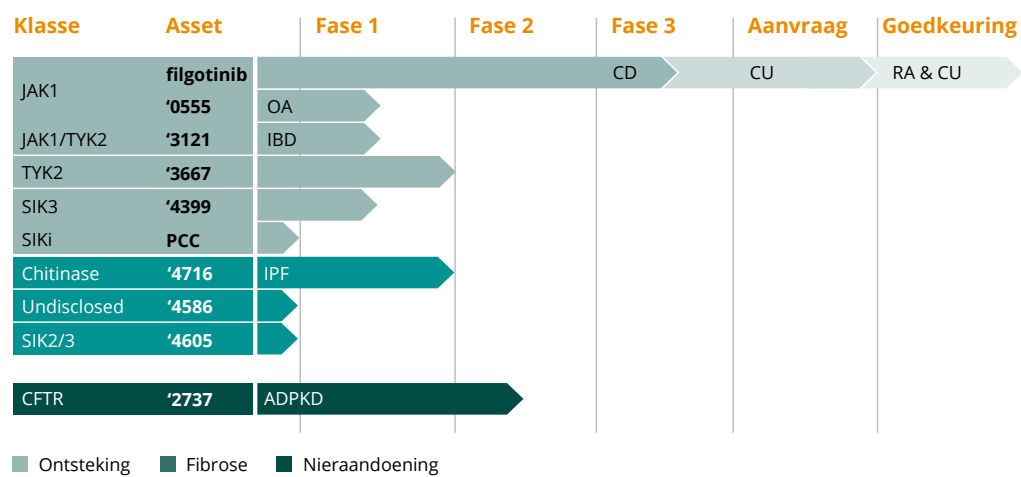 Klasse Asset Fase 1 Fase 2 Fase 3 Aanvraag Goedkeuring
JAK1 filgotinib CD CU RA & CU
‘0555 OA
JAK1/TYK2 ‘3121 IBD
TYK2 ‘3667
SIK3 ‘4399
SIKi PCC
Chitinase ‘4716 IPF
Undisclosed ‘4586
SIK2/3 ‘4605
CFTR ‘2737 ADPKD
Ontsteking Fibrose Nieraandoening